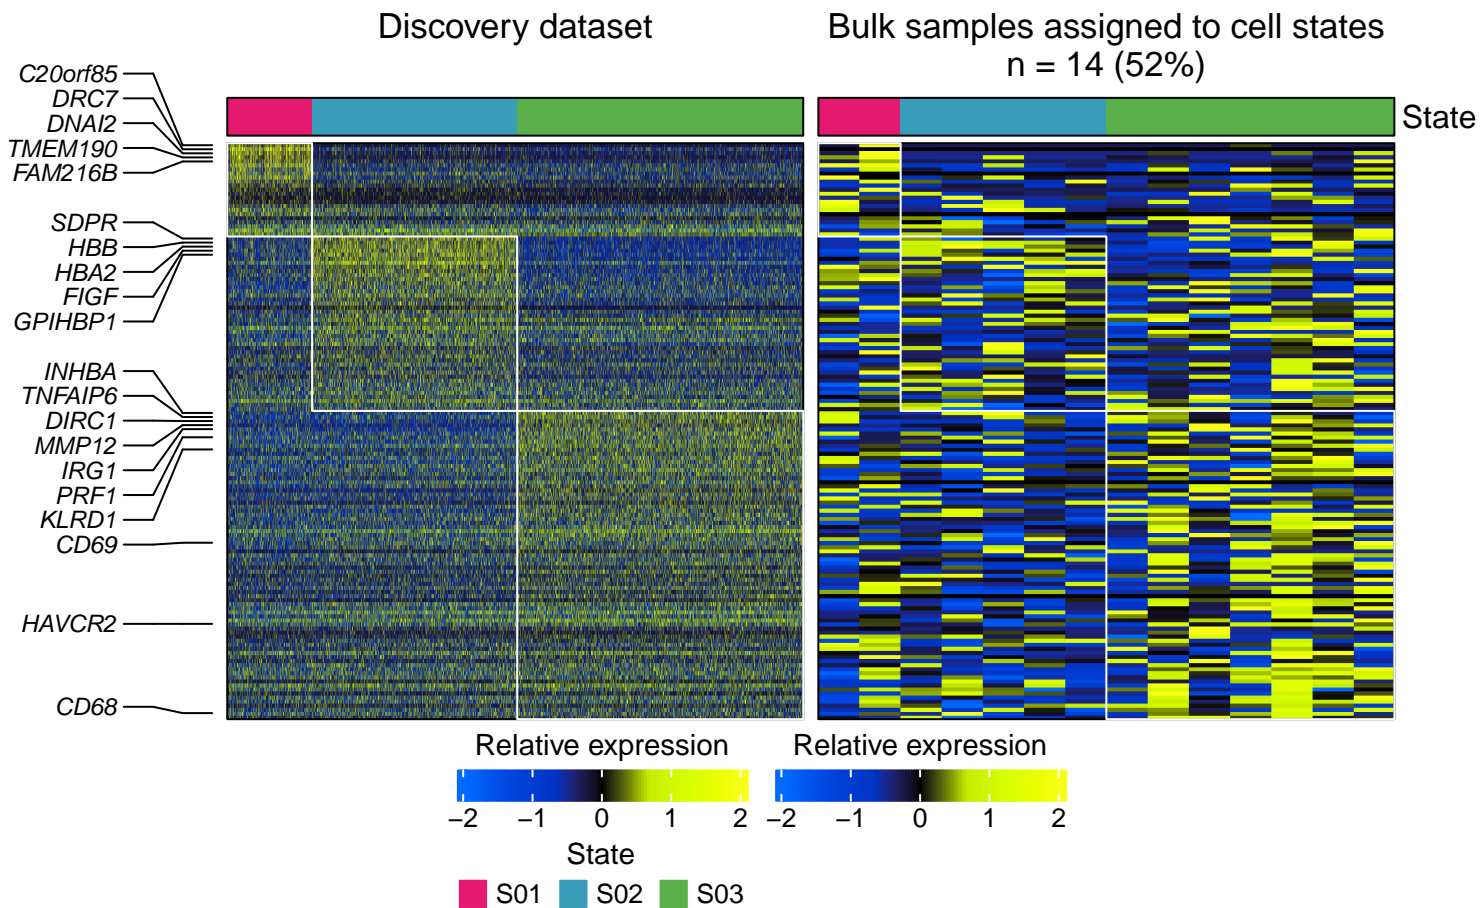 Discovery dataset
Bulk samples assigned to cell states
n = 14 (52%)
State
C20orf85
DRC7
DNAI2
TMEM190
FAM216B
SDPR
HBB
HBA2
FIGF
GPIHBP1
INHBA
TNFAIP6
DIRC1
MMP12
IRG1
PRF1
KLRD1
CD69
HAVCR2
CD68
Relative expression
−2 −1 0 1 2
Relative expression
−2 −1 0 1 2
State
S01 S02 S03